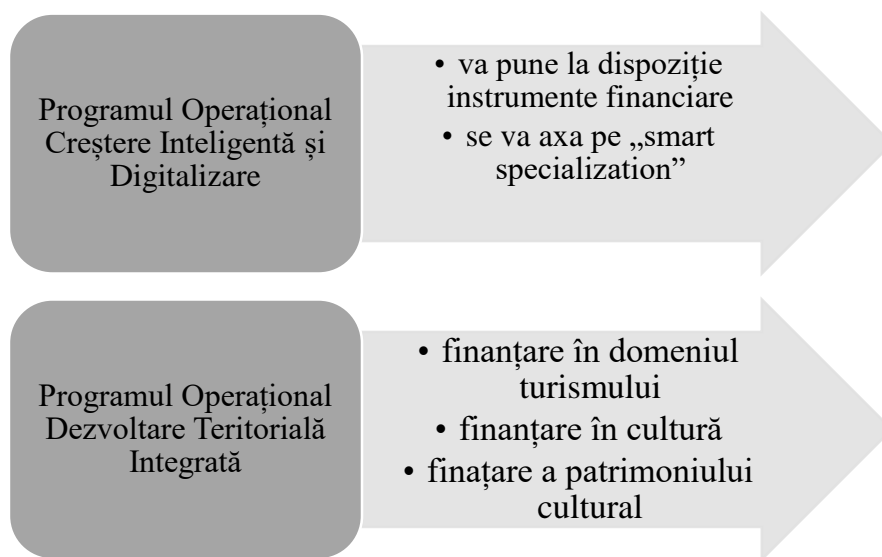 Programul Operațional
Creștere Inteligentă și
Digitalizare
• va pune la dispoziție
instrumente financiare
• se va axa pe „smart
specialization”
Programul Operațional
Dezvoltare Teritorială
Integrată
• finanțare în domeniul
turismului
• finanțare în cultură
• finațare a patrimoniului
cultural